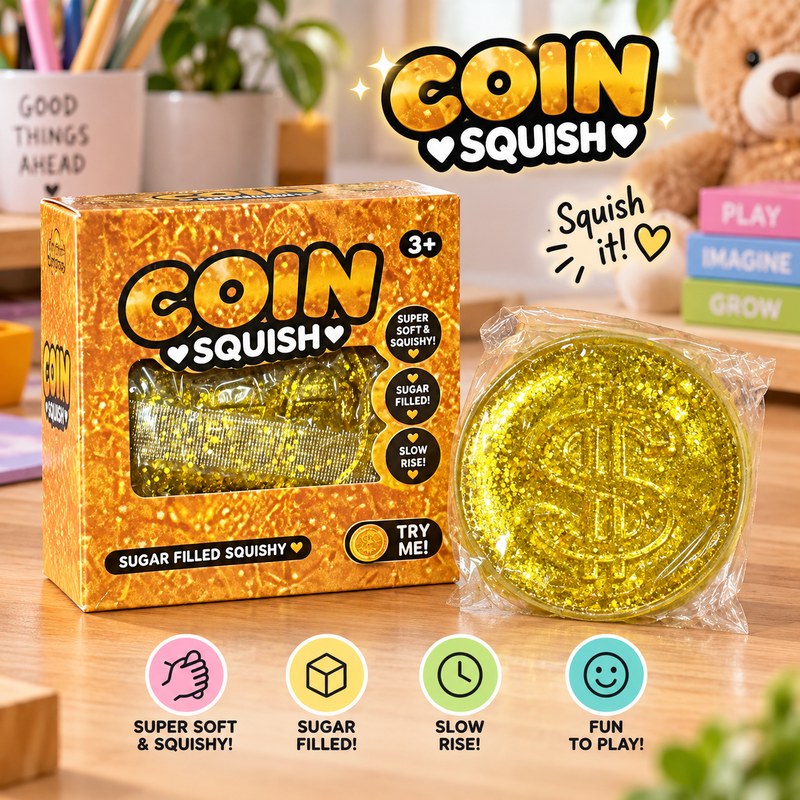 GOOD
THINGS
AHEAD
COIN
SQUISH
Squish
it!
PLAY
IMAGINE
GROW
3+
COIN
SQUISH
SUPER
SOFT &
SQUISHY!
SUGAR
FILLED!
SLOW
RISE!
COIN
SQUISH
SUGAR FILLED SQUISHY
TRY
ME!
$
SUPER SOFT
& SQUISHY!
SUGAR
FILLED!
SLOW
RISE!
FUN
TO PLAY!